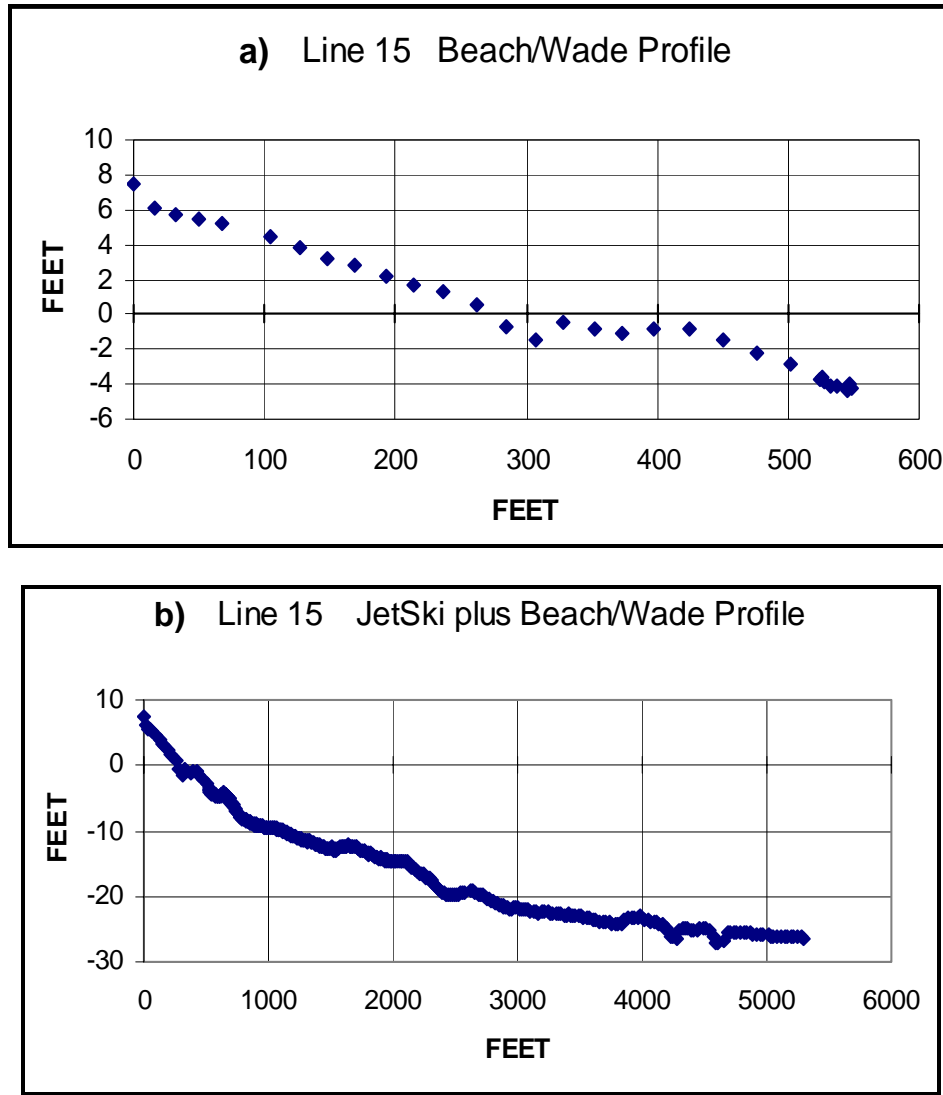 a) Line 15 Beach/Wade Profile
10
8
6
4
2
0
-2
-4
-6
FEET
0 100 200 300 400 500 600
FEET
b) Line 15 JetSki plus Beach/Wade Profile
10
0
-10
-20
-30
FEET
0 1000 2000 3000 4000 5000 6000
FEET